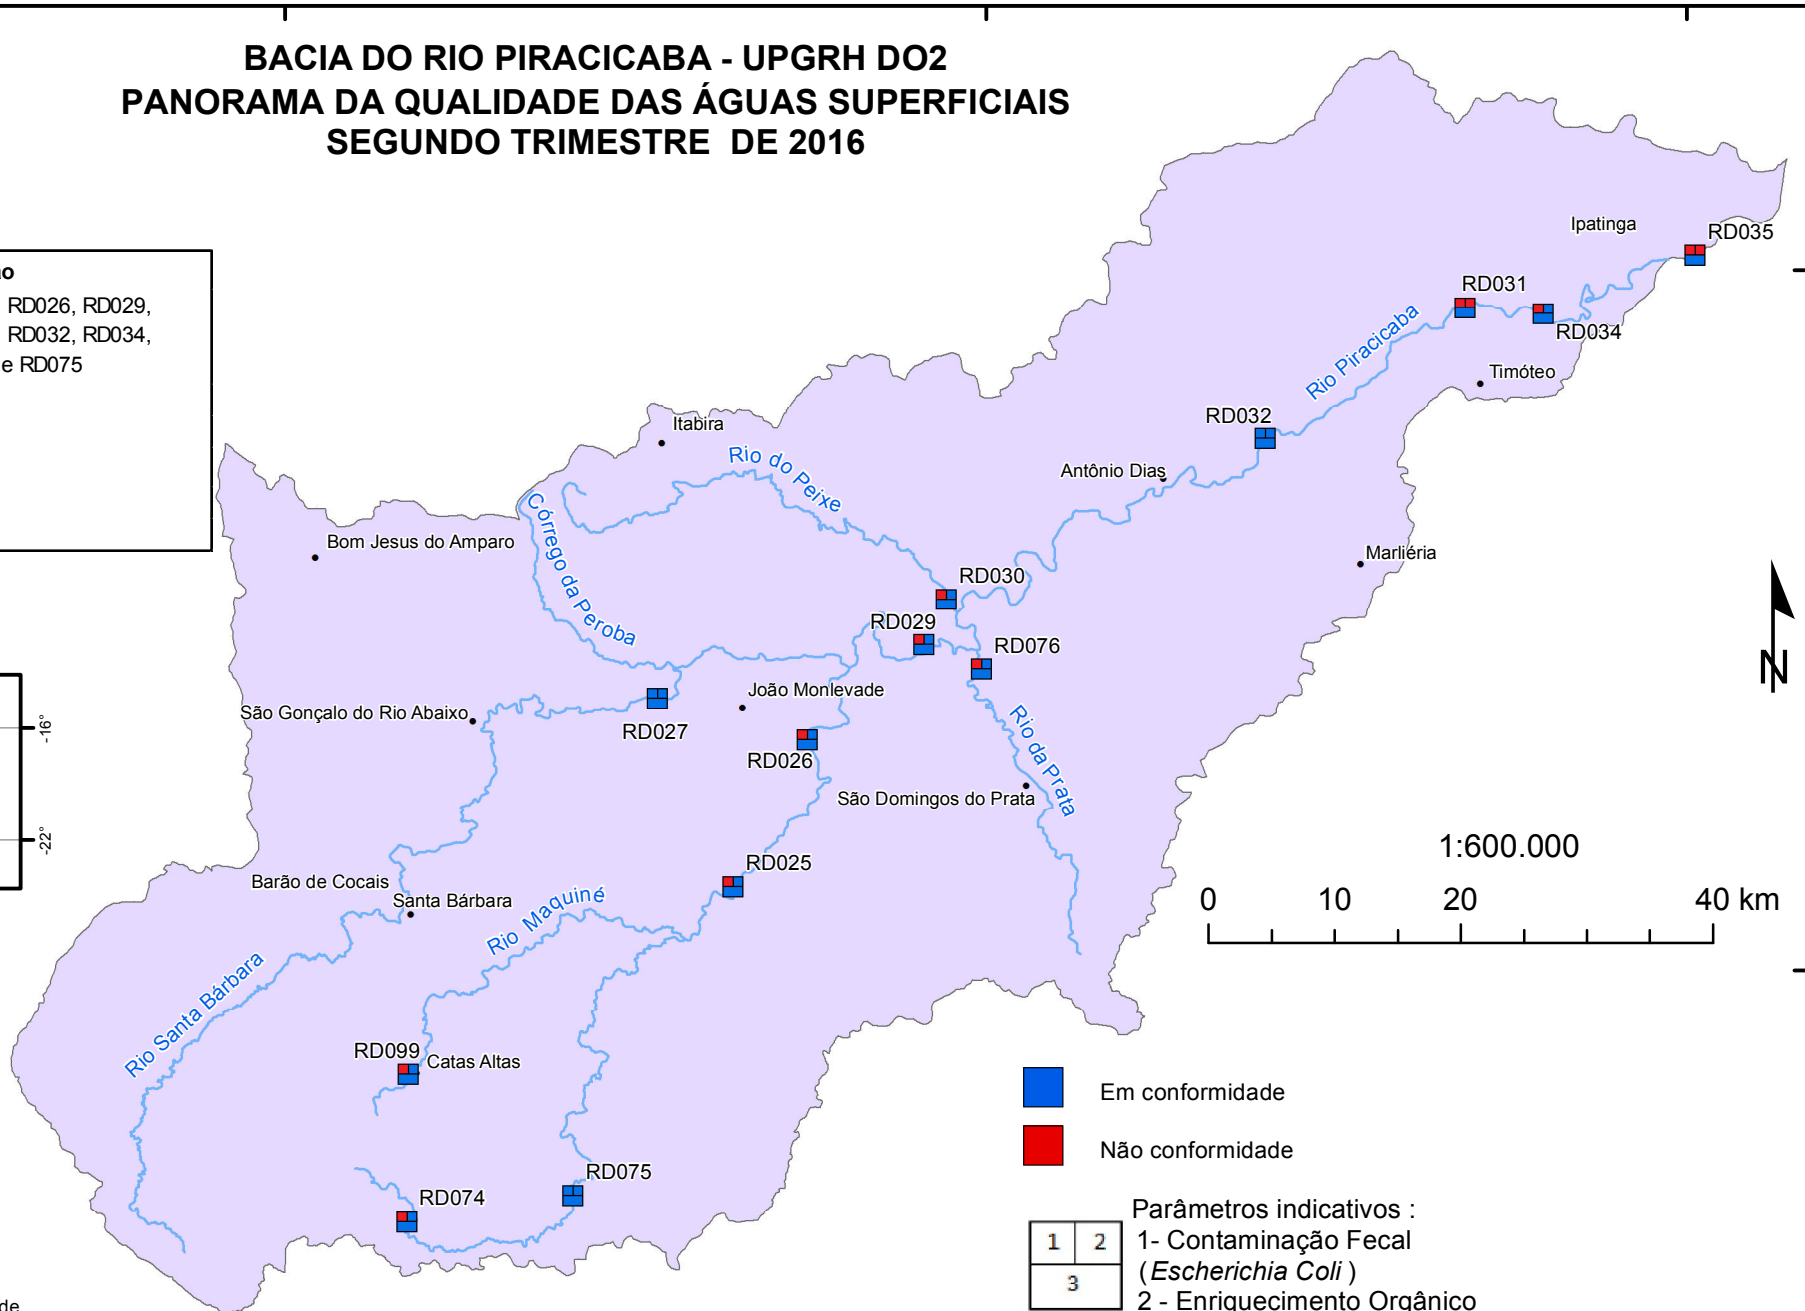 BACIA DO RIO PIRACICABA - UPGRH DO2
PANORAMA DA QUALIDADE DAS ÁGUAS SUPERFICIAIS
SEGUNDO TRIMESTRE DE 2016
RD026, RD029,
RD032, RD034,
e RD075
Ipatinga
RD035
RD031
RD034
Rio Piracicaba
Timóteo
RD032
Itabira
Rio do Peixe
Antônio Dias
Córrego da Peroba
Bom Jesus do Amparo
Marliéria
RD030
RD029
RD076
N
João Monlevade
São Gonçalo do Rio Abaixo
RD027
Rio da Prata
-16°
RD026
São Domingos do Prata
-22°
1:600.000
RD025
Barão de Cocais
Santa Bárbara
Rio Maquiné
0 10 20 40 km
Rio Santa Bárbara
RD099
Catas Altas
Em conformidade
Não conformidade
RD075
RD074
Parâmetros indicativos :
1 2
3
1- Contaminação Fecal
(Escherichia Coli )
2 - Enriquecimento Orgânico